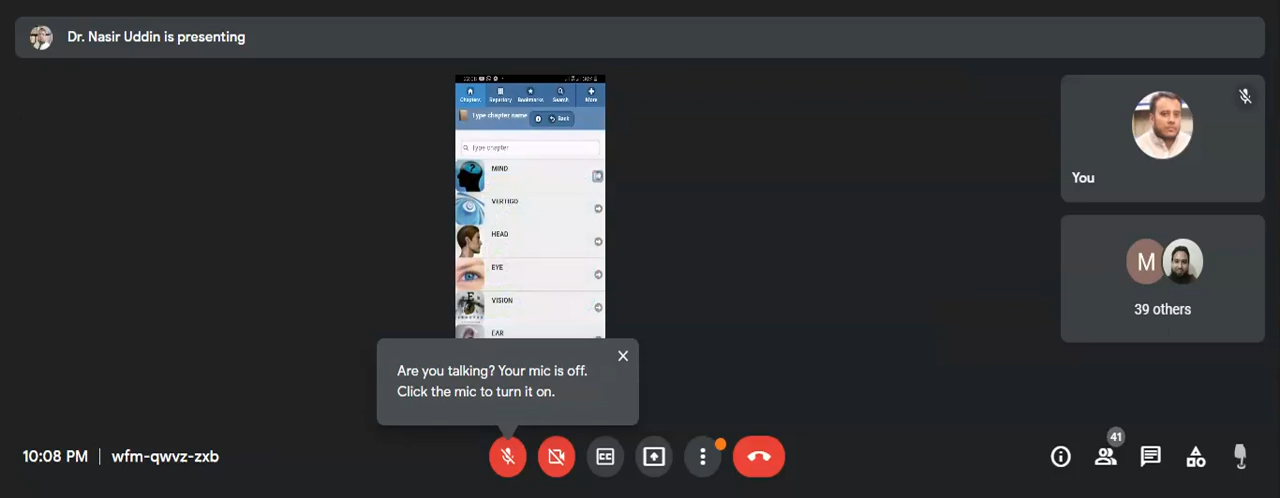 Dr. Nasir Uddin is presenting
Chapters Repertory Bookmarks Search More
Type chapter name Back
Type chapter
MIND
VERTIGO
HEAD
EYE
VISION
EAR
You
M
39 others
Are you talking? Your mic is off.
Click the mic to turn it on.
10:08 PM | wfm-qwvz-zxb
CC
41